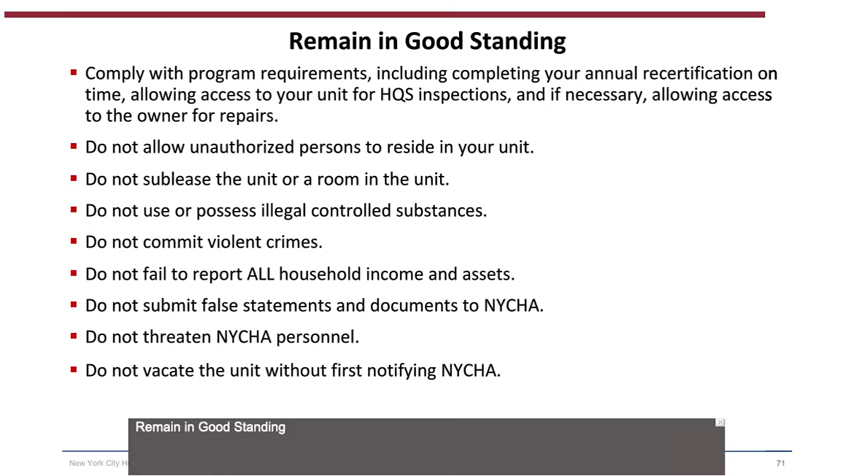 Remain in Good Standing
▪ Comply with program requirements, including completing your annual recertification on
time, allowing access to your unit for HQS inspections, and if necessary, allowing access
to the owner for repairs.
▪ Do not allow unauthorized persons to reside in your unit.
▪ Do not sublease the unit or a room in the unit.
▪ Do not use or possess illegal controlled substances.
▪ Do not commit violent crimes.
▪ Do not fail to report ALL household income and assets.
▪ Do not submit false statements and documents to NYCHA.
▪ Do not threaten NYCHA personnel.
▪ Do not vacate the unit without first notifying NYCHA.
Remain in Good Standing
New York City
71